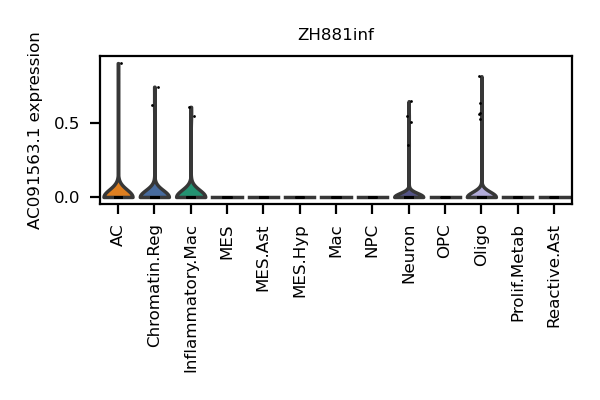 ZH881inf
AC091563.1 expression
0.5
0.0
AC
Chromatin.Reg
Inflammatory.Mac
MES
MES.Ast
MES.Hyp
Mac
NPC
Neuron
OPC
Oligo
Prolif.Metab
Reactive.Ast